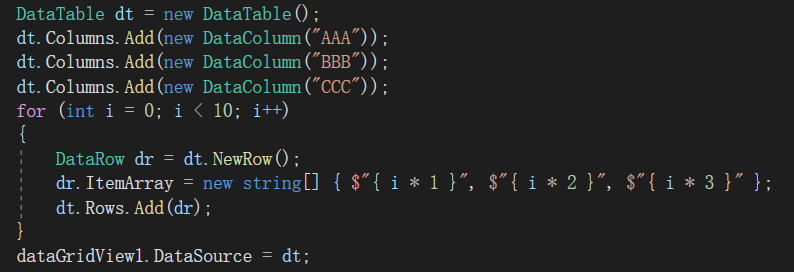 DataTable dt = new DataTable();
dt.Columns.Add(new DataColumn("AAA"));
dt.Columns.Add(new DataColumn("BBB"));
dt.Columns.Add(new DataColumn("CCC"));
for (int i = 0; i < 10; i++)
{
DataRow dr = dt.NewRow();
dr.ItemArray = new string[] { $"{ i * 1 }", $"{ i * 2 }", $"{ i * 3 }" };
dt.Rows.Add(dr);
}
dataGridView1.DataSource = dt;